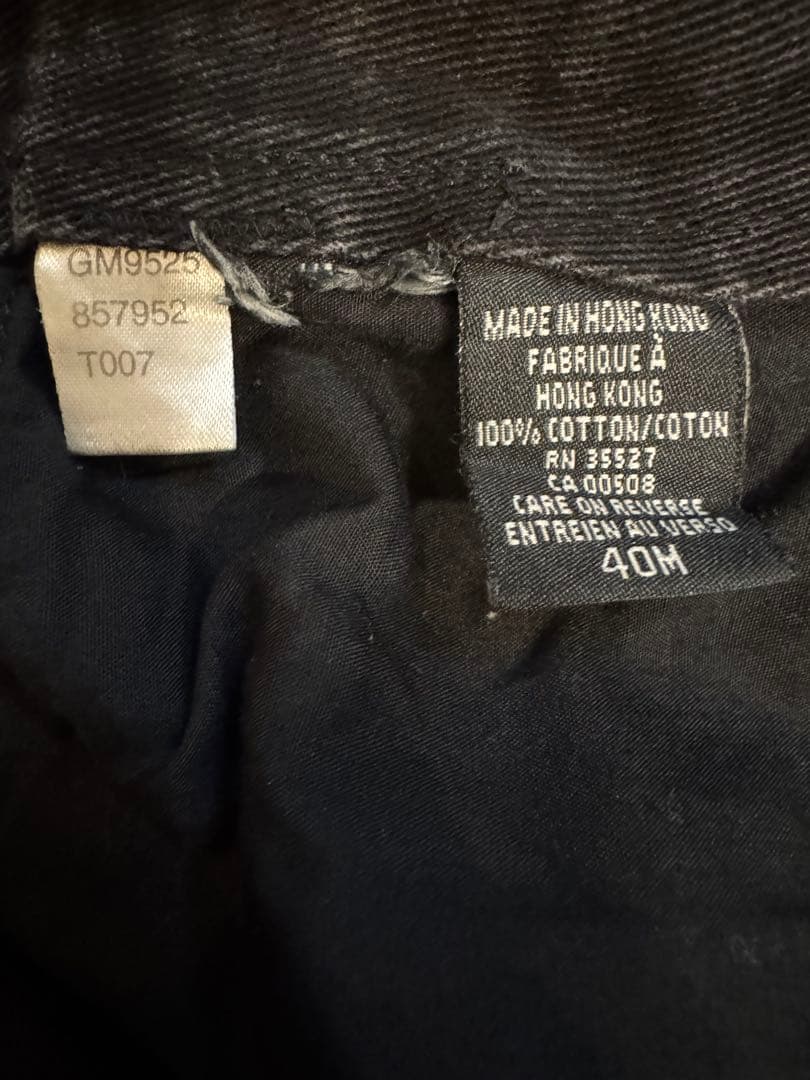 GM9525
857952
T007
MADE IN HONG KONG
FABRIQUE À
HONG KONG
100% COTTON/COTON
RN 35527
CA 00508
CARE ON REVERSE
ENTREIEN AU VERSO
40M